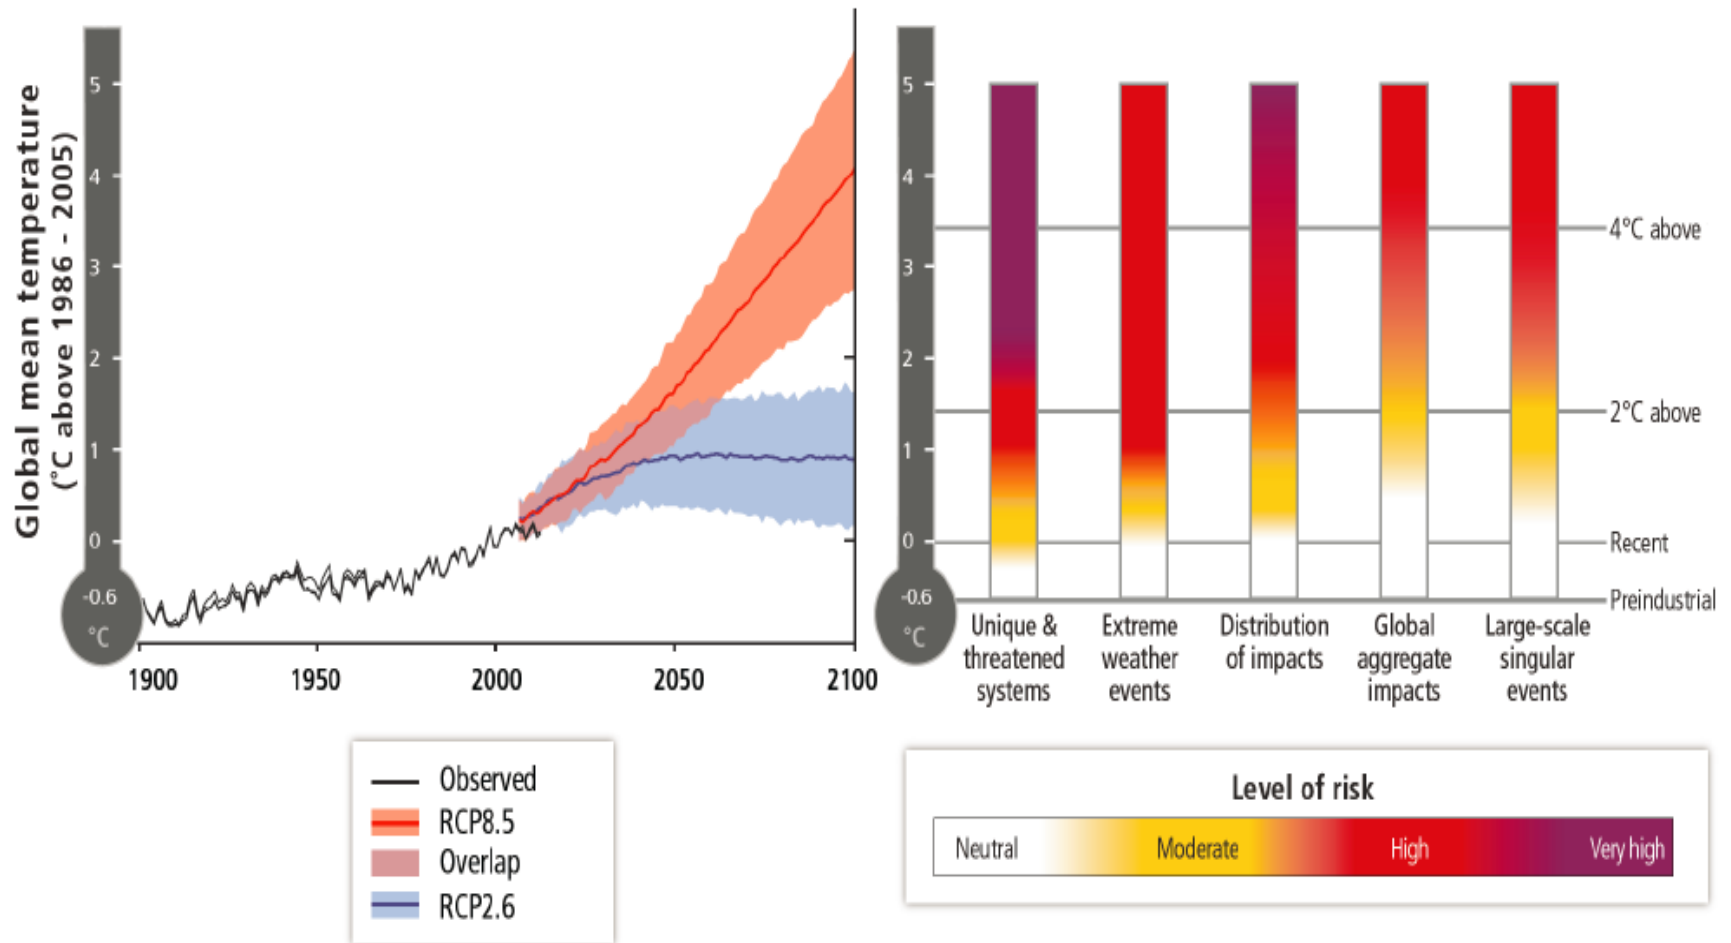 Global mean temperature
(˚C above 1986 - 2005)
5
4
3
2
1
0
-0.6
°C
1900
1950
2000
2050
2100
Observed
RCP8.5
Overlap
RCP2.6
5
4
3
2
1
0
-0.6
°C
4°C above
2°C above
Recent
Preindustrial
Unique &
threatened
systems
Extreme
weather
events
Distribution
of impacts
Global
aggregate
impacts
Large-scale
singular
events
Level of risk
Neutral
Moderate
High
Very high